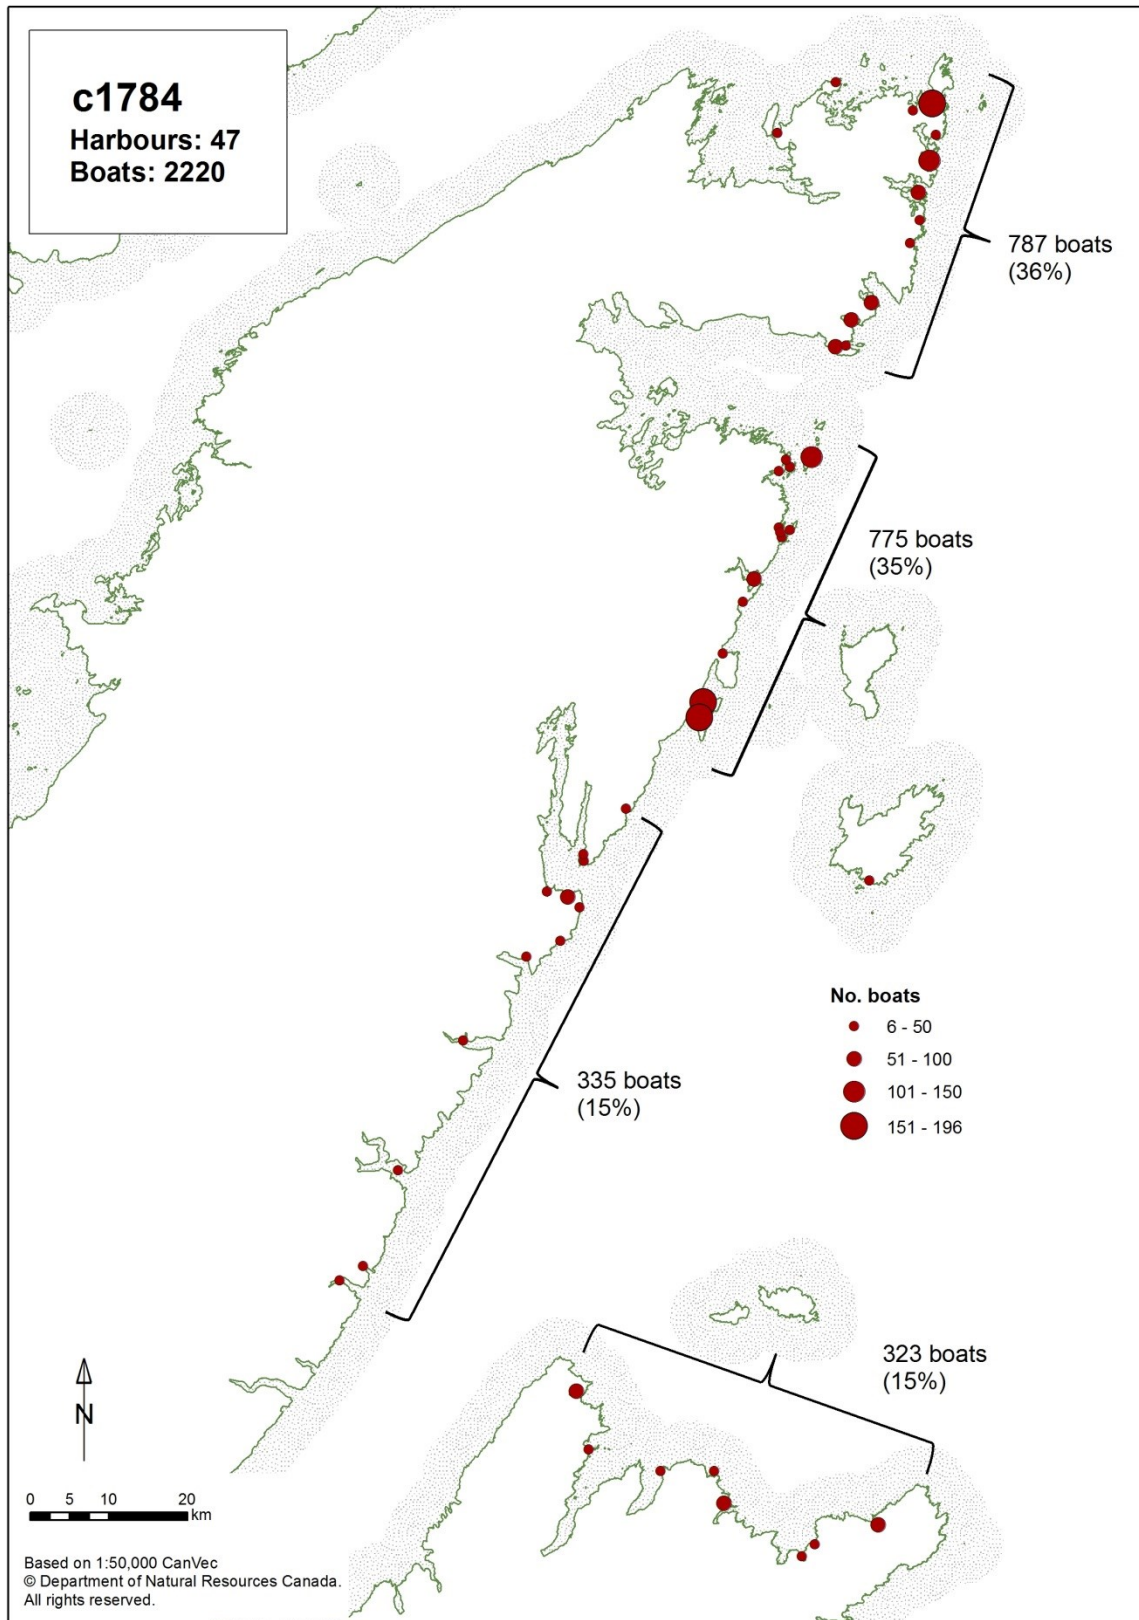 c1784
Harbours: 47
Boats: 2220
787 boats
(36%)
775 boats
(35%)
No. boats
6 - 50
51 - 100
101 - 150
151 - 196
335 boats
(15%)
323 boats
(15%)
N
0 5 10 20
km
Based on 1:50,000 CanVec
© Department of Natural Resources Canada.
All rights reserved.